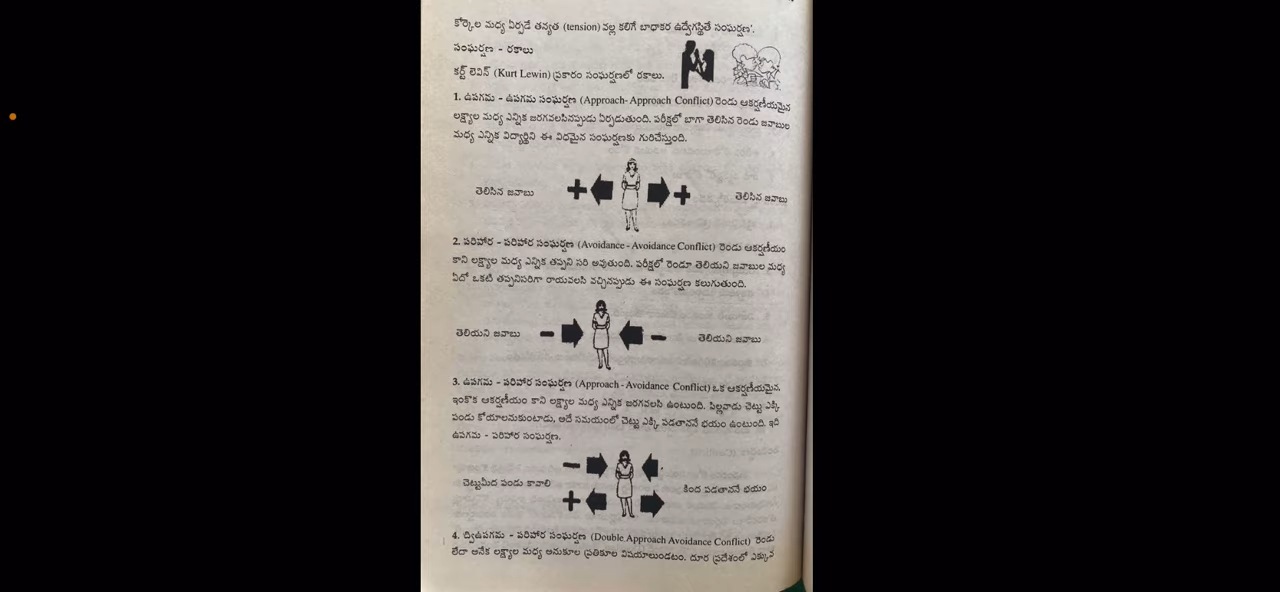 కోర్కెల మధ్య ఏర్పడే తన్యత (tension) వల్ల కలిగే బాధాకర ఉద్వేగస్థితే సంఘర్షణ'.
సంఘర్షణ - రకాలు
కర్ట్ లెవిన్ (Kurt Lewin) ప్రకారం సంఘర్షణలో రకాలు.
1. ఉపగమ - ఉపగమ సంఘర్షణ (Approach- Approach Conflict) రెండు ఆకర్షణీయమైన
లక్ష్యాల మధ్య ఎన్నిక జరగవలసినప్పుడు ఏర్పడుతుంది. పరీక్షలో బాగా తెలిసిన రెండు జవాబుల
మధ్య ఎన్నిక విద్యార్థిని ఈ విధమైన సంఘర్షణకు గురిచేస్తుంది.
తెలిసిన జవాబు + + తెలిసిన జవాబు
2. పరిహార - పరిహార సంఘర్షణ (Avoidance - Avoidance Conflict) రెండు ఆకర్షణీయం
కాని లక్ష్యాల మధ్య ఎన్నిక తప్పని సరి అవుతుంది. పరీక్షలో రెండూ తెలియని జవాబుల మధ్య
ఏదో ఒకటి తప్పనిసరిగా రాయవలసి వచ్చినప్పుడు ఈ సంఘర్షణ కలుగుతుంది.
తెలియని జవాబు - - తెలియని జవాబు
3. ఉపగమ - పరిహార సంఘర్షణ (Approach - Avoidance Conflict) ఒక ఆకర్షణీయమైన,
ఇంకొక ఆకర్షణీయం కాని లక్ష్యాల మధ్య ఎన్నిక జరగవలసి ఉంటుంది. పిల్లవాడు చెట్టు ఎక్కి
పండు కోయాలనుకుంటాడు, అదే సమయంలో చెట్టు ఎక్కి పడతాననే భయం ఉంటుంది. ఇది
ఉపగమ - పరిహార సంఘర్షణ.
-
చెట్టుమీద పండు కావాలి కింద పడతాననే భయం
+
4. ద్విఉపగమ - పరిహార సంఘర్షణ (Double Approach Avoidance Conflict) రెండు
లేదా అనేక లక్ష్యాల మధ్య అనుకూల ప్రతికూల విషయాలుండటం. దూర ప్రదేశంలో ఎక్కువ